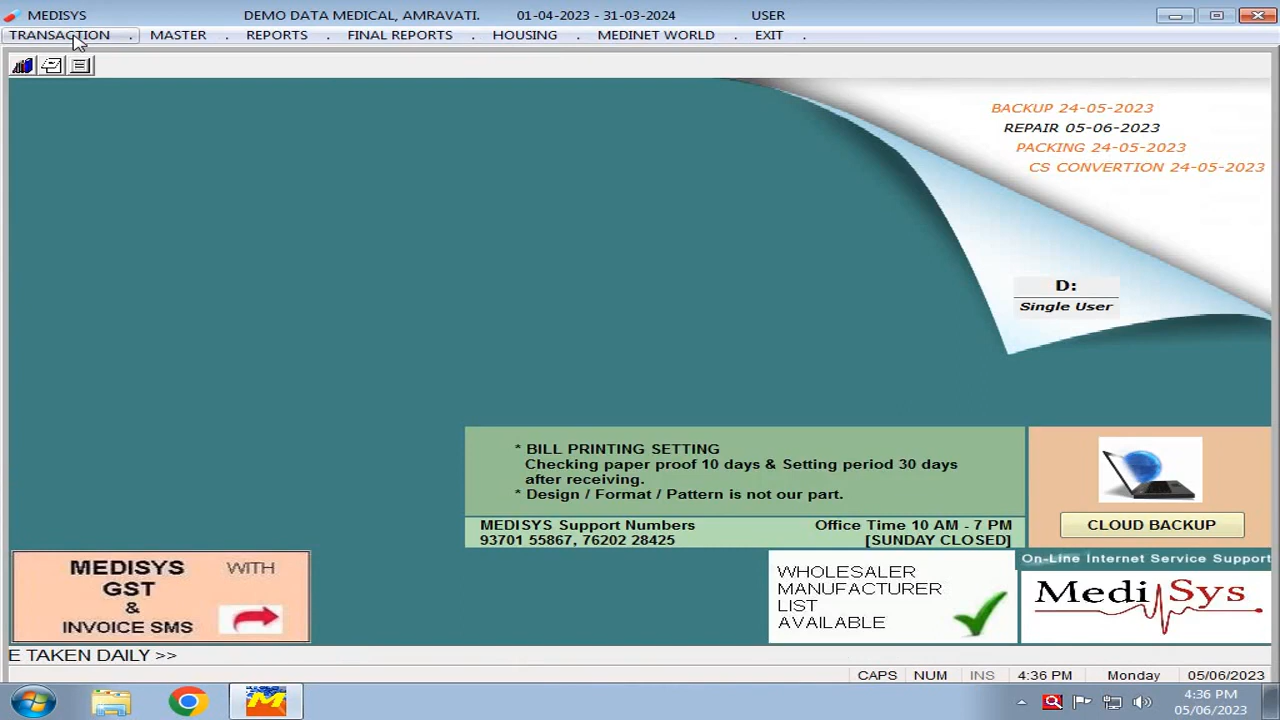 MEDISYS DEMO DATA MEDICAL, AMRAVATI. 01-04-2023 - 31-03-2024 USER
TRANSACTION . MASTER . REPORTS . FINAL REPORTS . HOUSING . MEDINET WORLD . EXIT .
BACKUP 24-05-2023
REPAIR 05-06-2023
PACKING 24-05-2023
CS CONVERTION 24-05-2023
D:
Single User
* BILL PRINTING SETTING
Checking paper proof 10 days & Setting period 30 days
after receiving.
* Design / Format / Pattern is not our part.
MEDISYS Support Numbers Office Time 10 AM - 7 PM
93701 55867, 76202 28425 [SUNDAY CLOSED]
CLOUD BACKUP
On-Line Internet Service Support
MEDISYS WITH
GST
&
INVOICE SMS
WHOLESALER
MANUFACTURER
LIST
AVAILABLE
MediSys
E TAKEN DAILY >>
CAPS NUM INS 4:36 PM Monday 05/06/2023
4:36 PM
05/06/2023